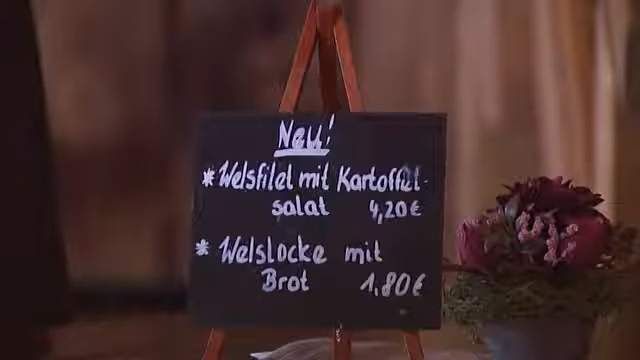 Neu!
* Welsfilet mit Kartoffel-
salat 4,20€
* Welslocke mit
Brot 1,80€